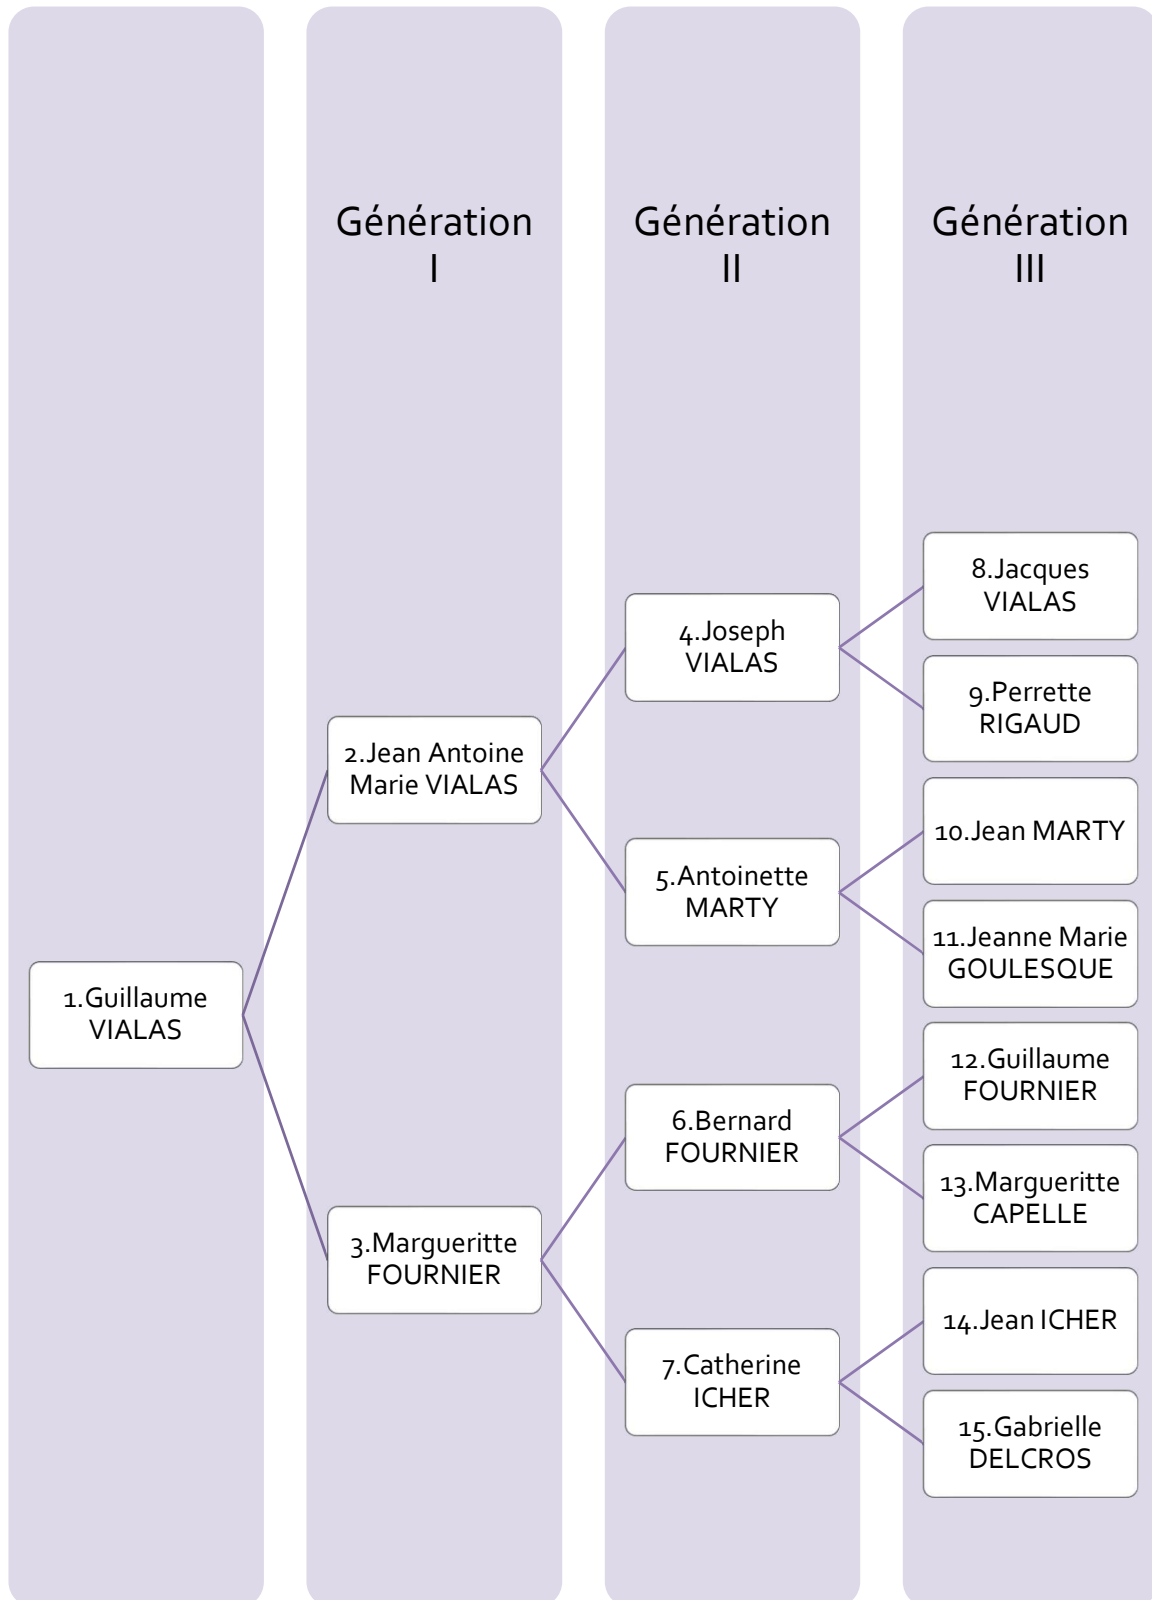 Génération
I
Génération
II
Génération
III
1.Guillaume
VIALAS
2.Jean Antoine
Marie VIALAS
3.Margueritte
FOURNIER
4.Joseph
VIALAS
5.Antoinette
MARTY
6.Bernard
FOURNIER
7.Catherine
ICHER
8.Jacques
VIALAS
9.Perrette
RIGAUD
10.Jean MARTY
11.Jeanne Marie
GOULESQUE
12.Guillaume
FOURNIER
13.Margueritte
CAPELLE
14.Jean ICHER
15.Gabrielle
DELCROS